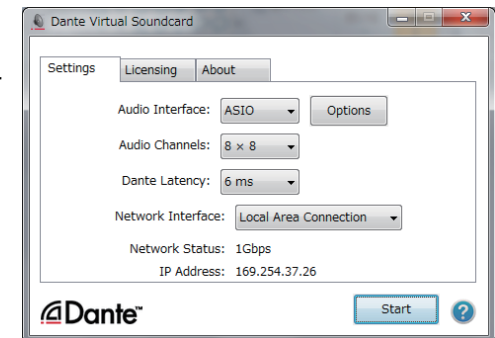 Dante Virtual Soundcard
Settings Licensing About
Audio Interface: ASIO Options
Audio Channels: 8 × 8
Dante Latency: 6 ms
Network Interface: Local Area Connection
Network Status: 1Gbps
IP Address: 169.254.37.26
Dante™ Start ?